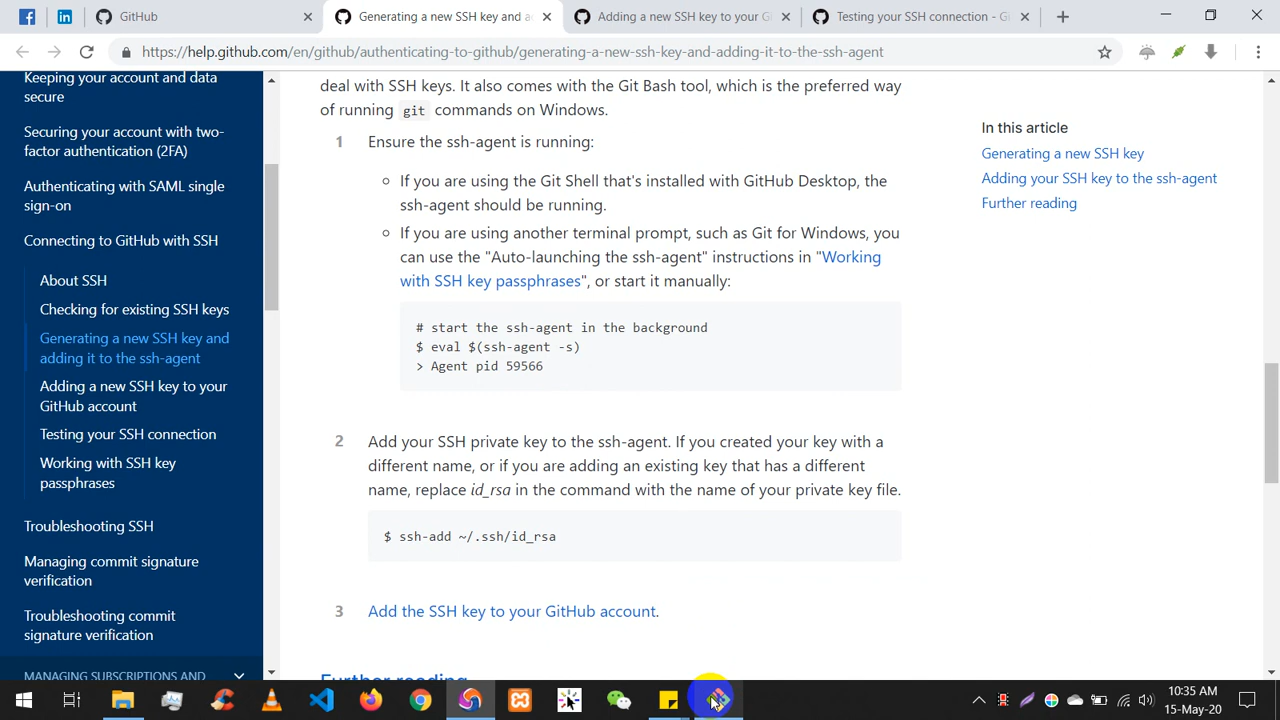 GitHub
Generating a new SSH key and a
Adding a new SSH key to your G
Testing your SSH connection - G
https://help.github.com/en/github/authenticating-to-github/generating-a-new-ssh-key-and-adding-it-to-the-ssh-agent
Keeping your account and data
secure
Securing your account with two-
factor authentication (2FA)
Authenticating with SAML single
sign-on
Connecting to GitHub with SSH
About SSH
Checking for existing SSH keys
Generating a new SSH key and
adding it to the ssh-agent
Adding a new SSH key to your
GitHub account
Testing your SSH connection
Working with SSH key
passphrases
Troubleshooting SSH
Managing commit signature
verification
Troubleshooting commit
signature verification
MANAGING SUBSCRIPTIONS AND
deal with SSH keys. It also comes with the Git Bash tool, which is the preferred way
of running git commands on Windows.
1 Ensure the ssh-agent is running:
If you are using the Git Shell that's installed with GitHub Desktop, the
ssh-agent should be running.
If you are using another terminal prompt, such as Git for Windows, you
can use the "Auto-launching the ssh-agent" instructions in "Working
with SSH key passphrases", or start it manually:
# start the ssh-agent in the background
$ eval $(ssh-agent -s)
> Agent pid 59566
2 Add your SSH private key to the ssh-agent. If you created your key with a
different name, or if you are adding an existing key that has a different
name, replace id_rsa in the command with the name of your private key file.
$ ssh-add ~/.ssh/id_rsa
3 Add the SSH key to your GitHub account.
Further reading
In this article
Generating a new SSH key
Adding your SSH key to the ssh-agent
Further reading
10:35 AM
15-May-20